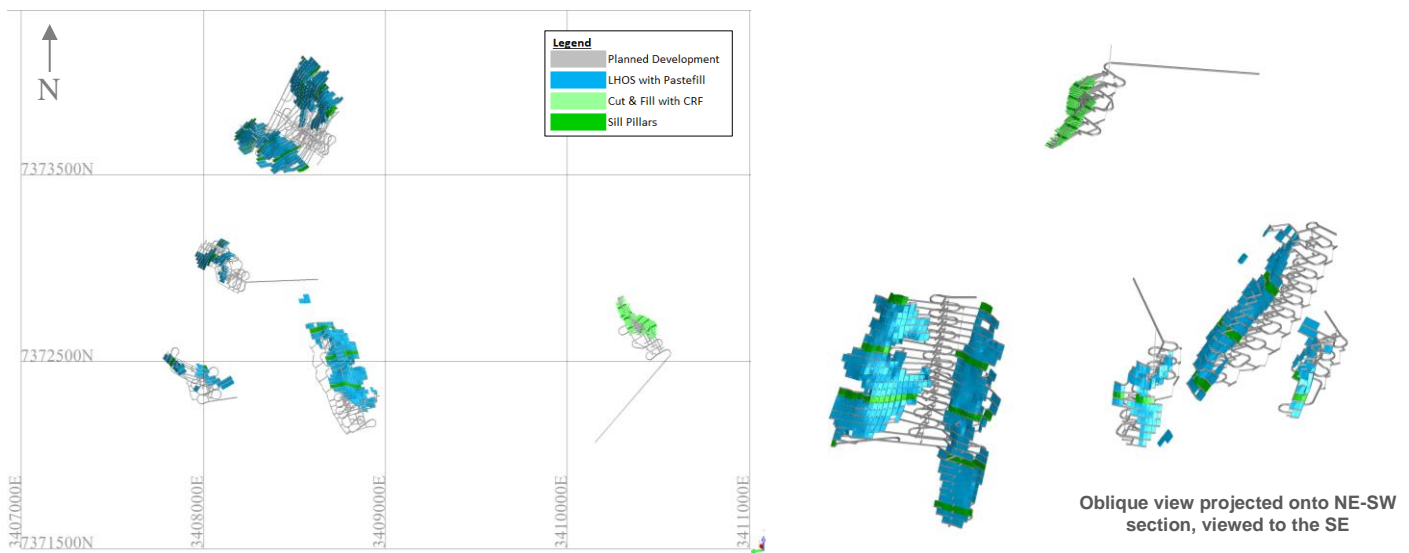 N
Legend
Planned Development
LHOS with Pastefill
Cut & Fill with CRF
Sill Pillars
7373500N
7372500N
7371500N
3407000E
3408000E
3409000E
3410000E
3411000E
Oblique view projected onto NE-SW
section, viewed to the SE